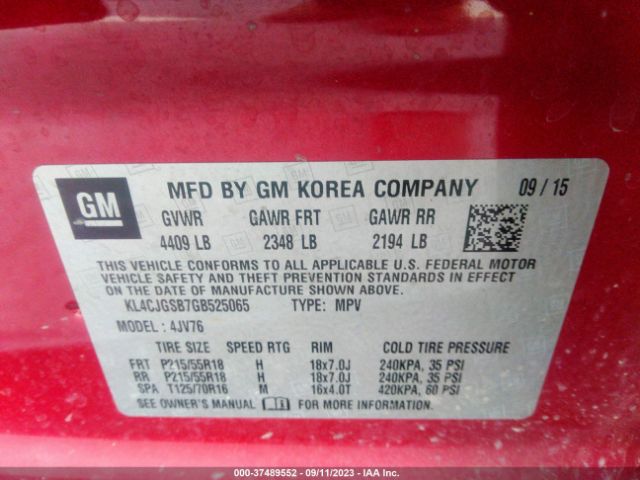 GM
MFD BY GM KOREA COMPANY 09 / 15
GVWR GAWR FRT GAWR RR
4409 LB 2348 LB 2194 LB
THIS VEHICLE CONFORMS TO ALL APPLICABLE U.S. FEDERAL MOTOR
VEHICLE SAFETY AND THEFT PREVENTION STANDARDS IN EFFECT
ON THE DATE OF MANUFACTURE SHOWN ABOVE.
KL4CJGSB7GB525065 TYPE: MPV
MODEL : 4JV76
TIRE SIZE SPEED RTG RIM COLD TIRE PRESSURE
FRT P215/55R18 H 18x7.0J 240KPA, 35 PSI
RR P215/55R18 H 18x7.0J 240KPA, 35 PSI
SPA T125/70R16 M 16x4.0T 420KPA, 60 PSI
SEE OWNER'S MANUAL FOR MORE INFORMATION.
000-37489552 - 09/11/2023 - IAA Inc.